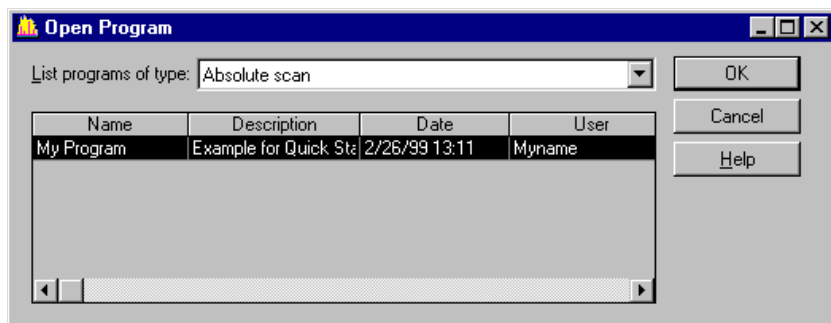 Open Program
List programs of type: Absolute scan
OK
Cancel
Help
Name Description Date User
My Program Example for Quick Sta 2/26/99 13:11 Myname